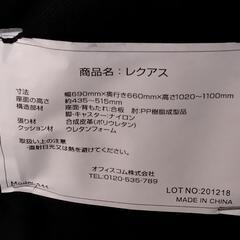 商品名：レクアス
寸法 幅690mm×奥行き660mm×高さ1020～1100mm
座面の高さ 約435～515mm
構造部材 座面・背もたれ:合板 肘:PP樹脂成型品
脚・キャスター:ナイロン
張り材 合成皮革(ポリウレタン)
クッション材 ウレタンフォーム
取扱い上の注意
・直射日光又は熱を避けてください。
オフィスコム株式会社
TEL:0120-535-789
LOT NO:201218
MADE IN CHINA